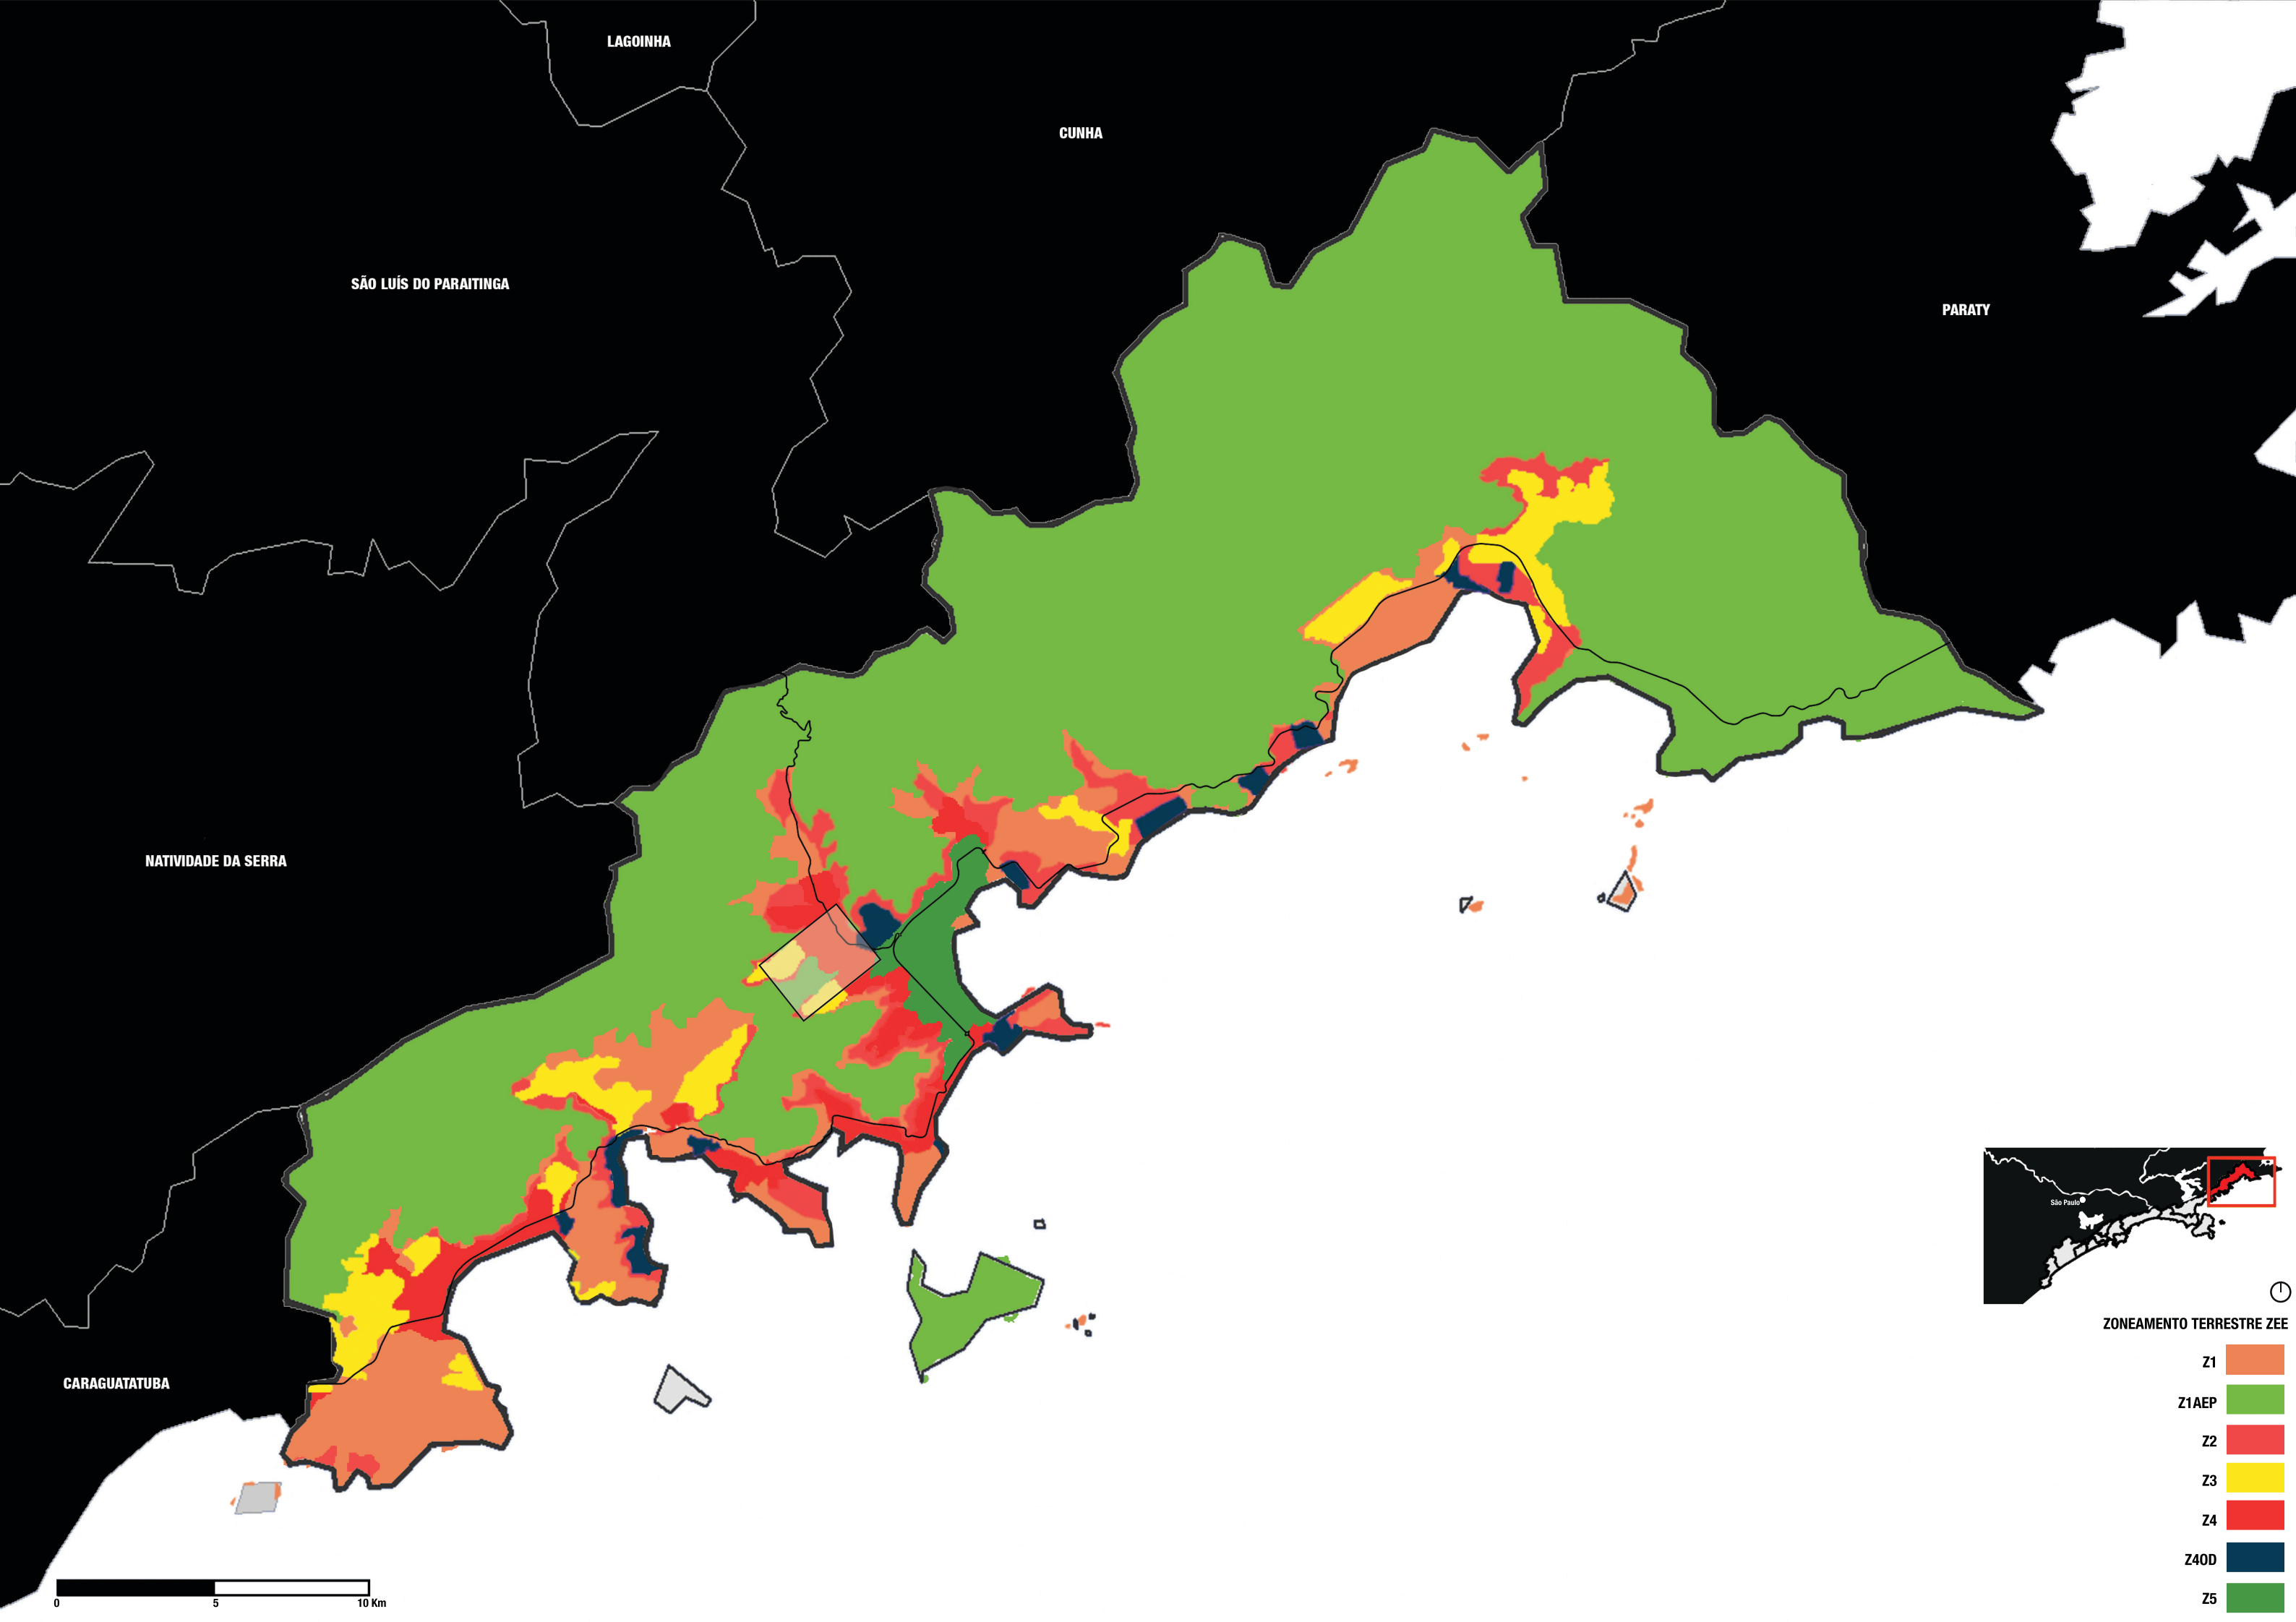 LAGOINHA
CUNHA
SÃO LUÍS DO PARAITINGA
PARATY
NATIVIDADE DA SERRA
CARAGUATATUBA
São Paulo
ZONEAMENTO TERRESTRE ZEE
Z1
Z1AEP
Z2
Z3
Z4
Z4OD
Z5
0 5 10 Km